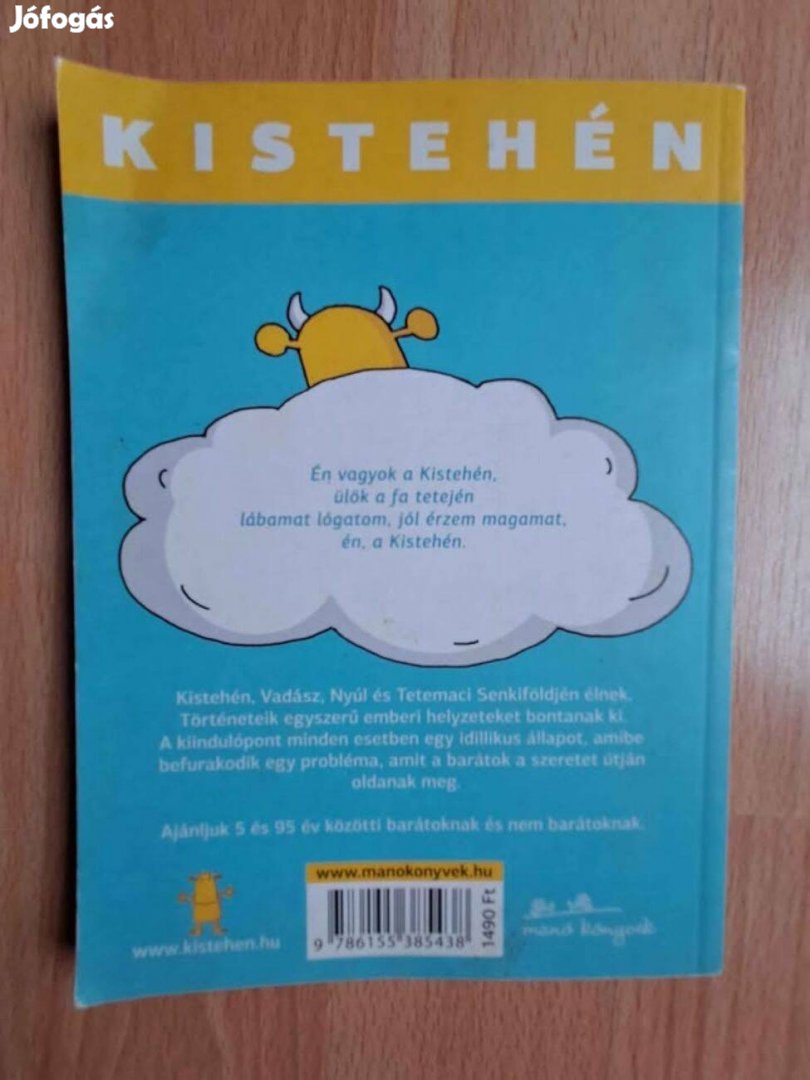 Jófogás
KISTEHÉN
Én vagyok a Kistehén,
ülök a fa tetején
lábamat lógatom, jól érzem magamat,
én, a Kistehén.
Kistehén, Vadász, Nyúl és Tetemaci Senkiföldjén élnek.
Történeteik egyszerű emberi helyzeteket bontanak ki.
A kiindulópont minden esetben egy idillikus állapot, amibe
befurakodik egy probléma, amit a barátok a szeretet útján
oldanak meg.
Ajánljuk 5 és 95 év közötti barátoknak és nem barátoknak.
www.manokonyvek.hu
1490 Ft
9 786155 385438
www.kistehen.hu
manó könyvek